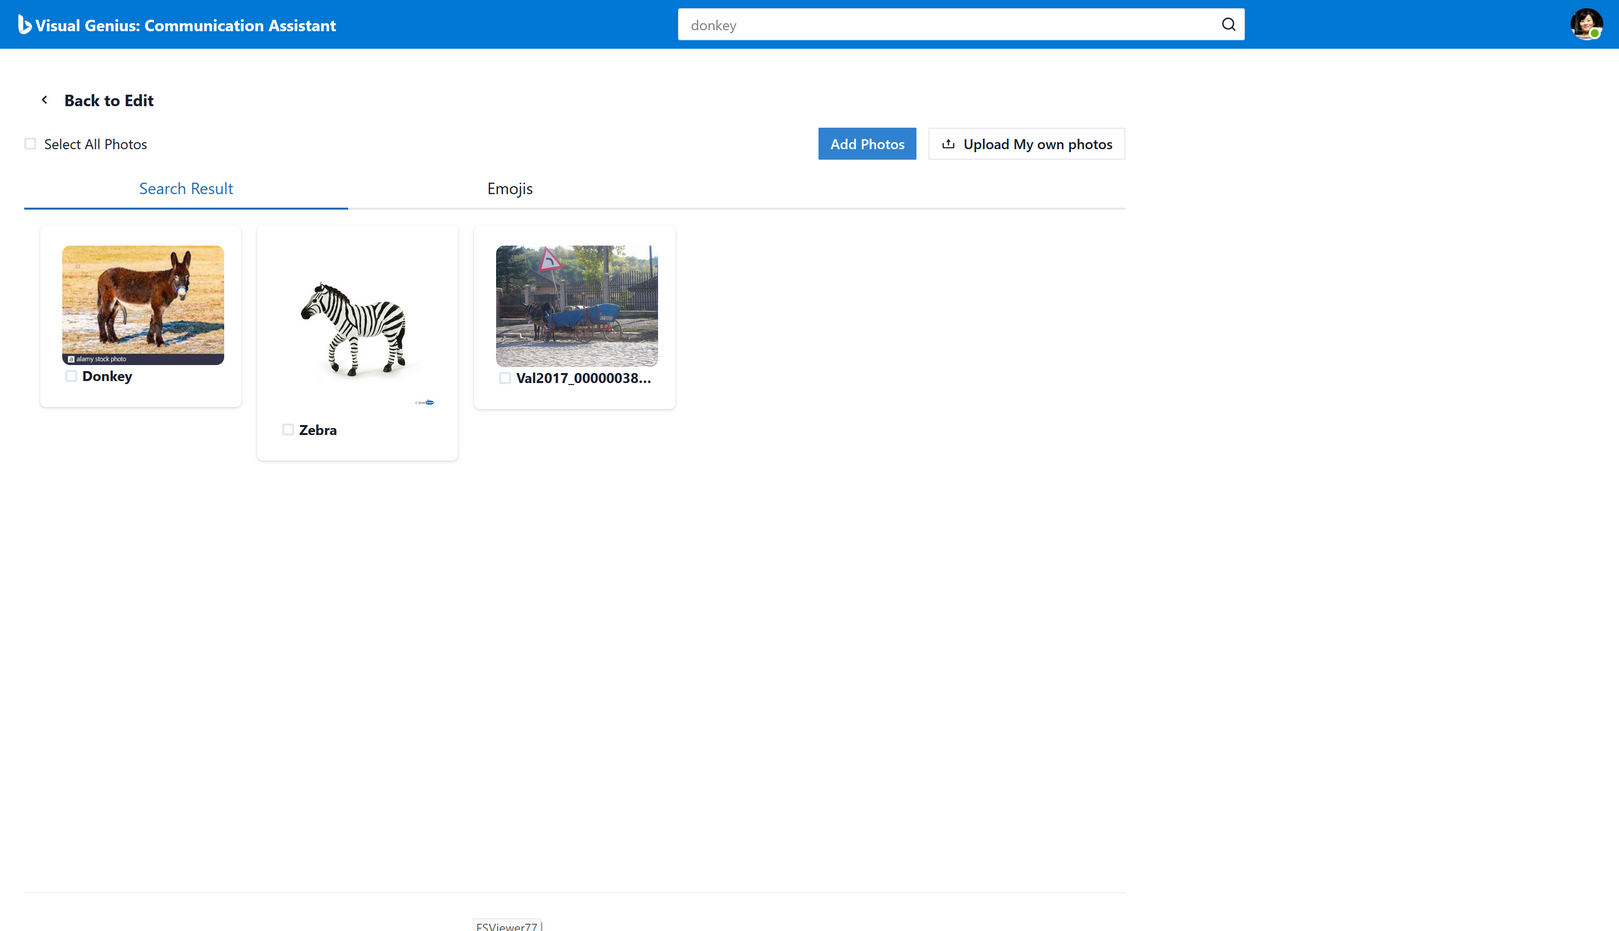 Visual Genius: Communication Assistant
donkey
Back to Edit
Select All Photos
Add Photos
Upload My own photos
Search Result
Emojis
a alamy stock photo
Donkey
Zebra
Val2017_00000038...
FSViewer77